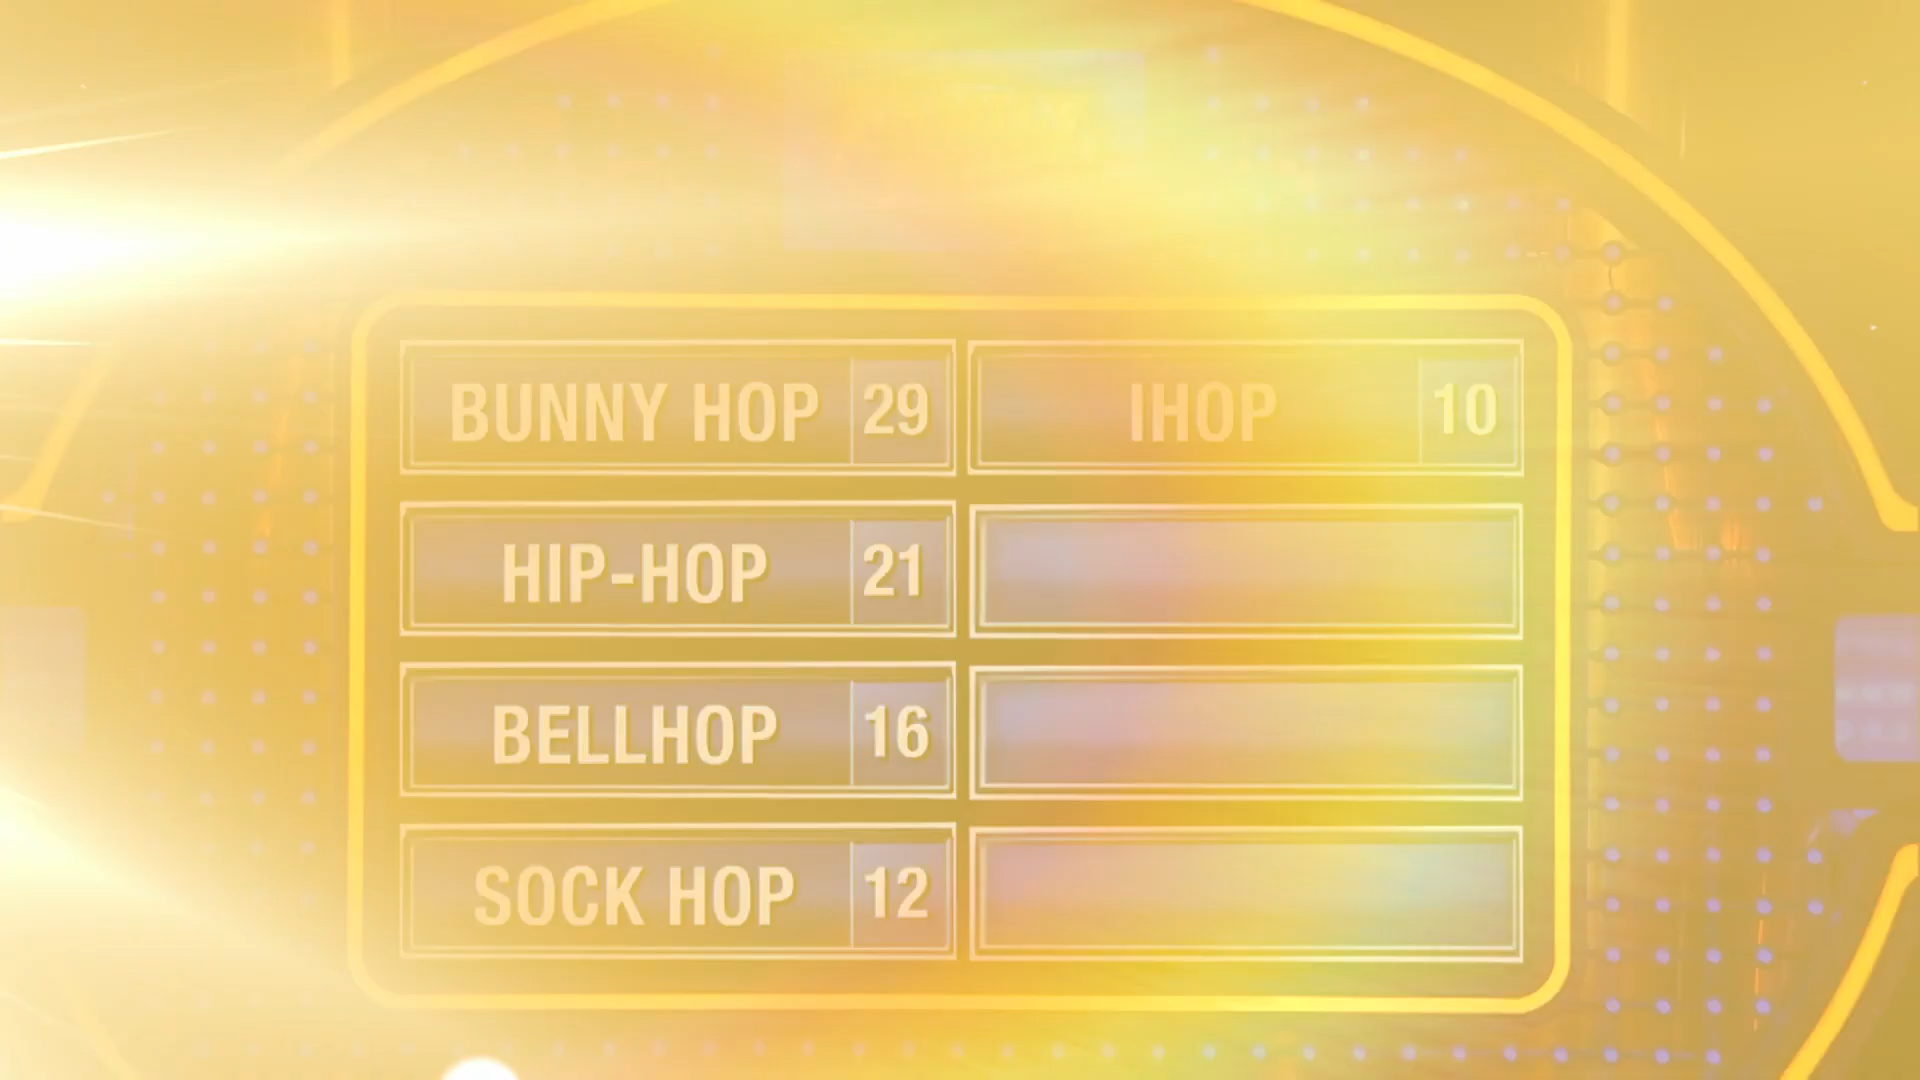 BUNNY HOP 29
HIP-HOP 21
BELLHOP 16
SOCK HOP 12
IHOP 10